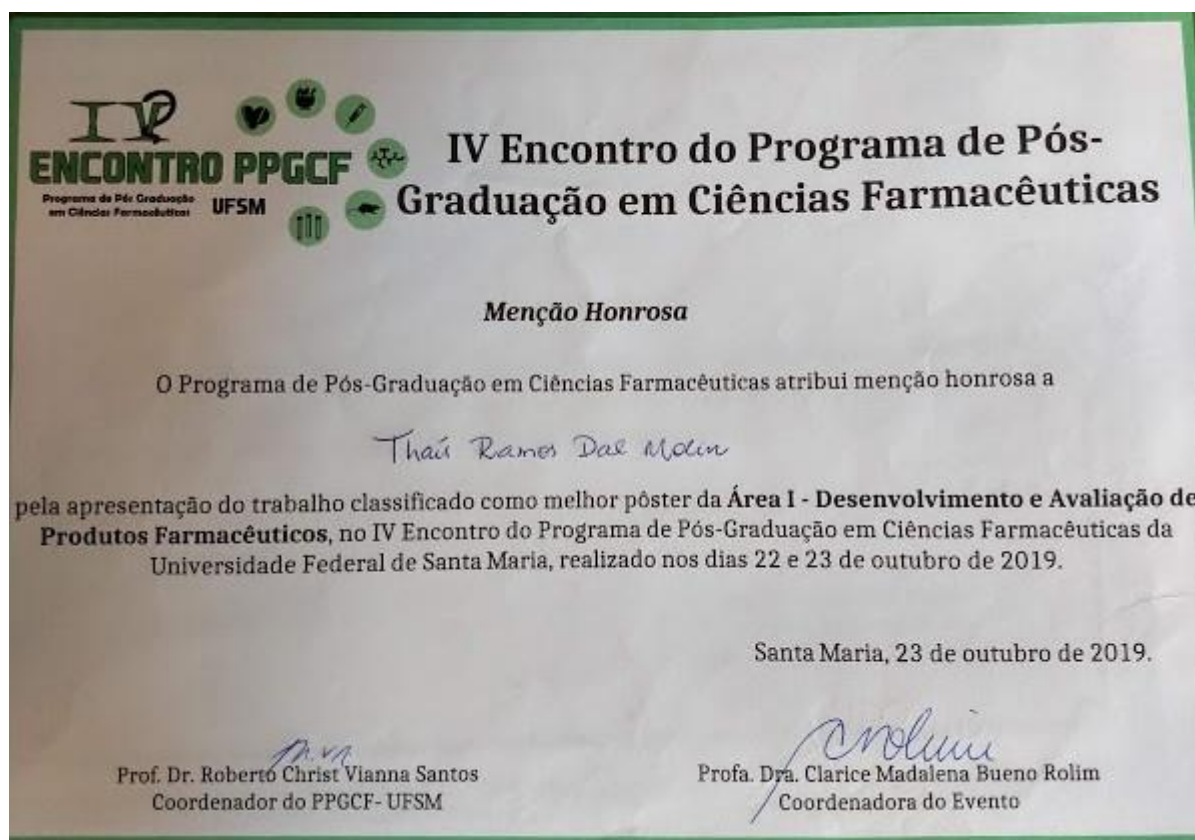 IV
ENCONTRO PPGCF
Programa de Pós Graduação
em Ciências Farmacêuticas
UFSM
IV Encontro do Programa de Pós-
Graduação em Ciências Farmacêuticas
Menção Honrosa
O Programa de Pós-Graduação em Ciências Farmacêuticas atribui menção honrosa a
Thaís Ramos Dal Molin
pela apresentação do trabalho classificado como melhor pôster da Área I - Desenvolvimento e Avaliação de
Produtos Farmacêuticos, no IV Encontro do Programa de Pós-Graduação em Ciências Farmacêuticas da
Universidade Federal de Santa Maria, realizado nos dias 22 e 23 de outubro de 2019.
Santa Maria, 23 de outubro de 2019.
Prof. Dr. Roberto Christ Vianna Santos
Coordenador do PPGCF- UFSM
Profa. Dra. Clarice Madalena Bueno Rolim
Coordenadora do Evento